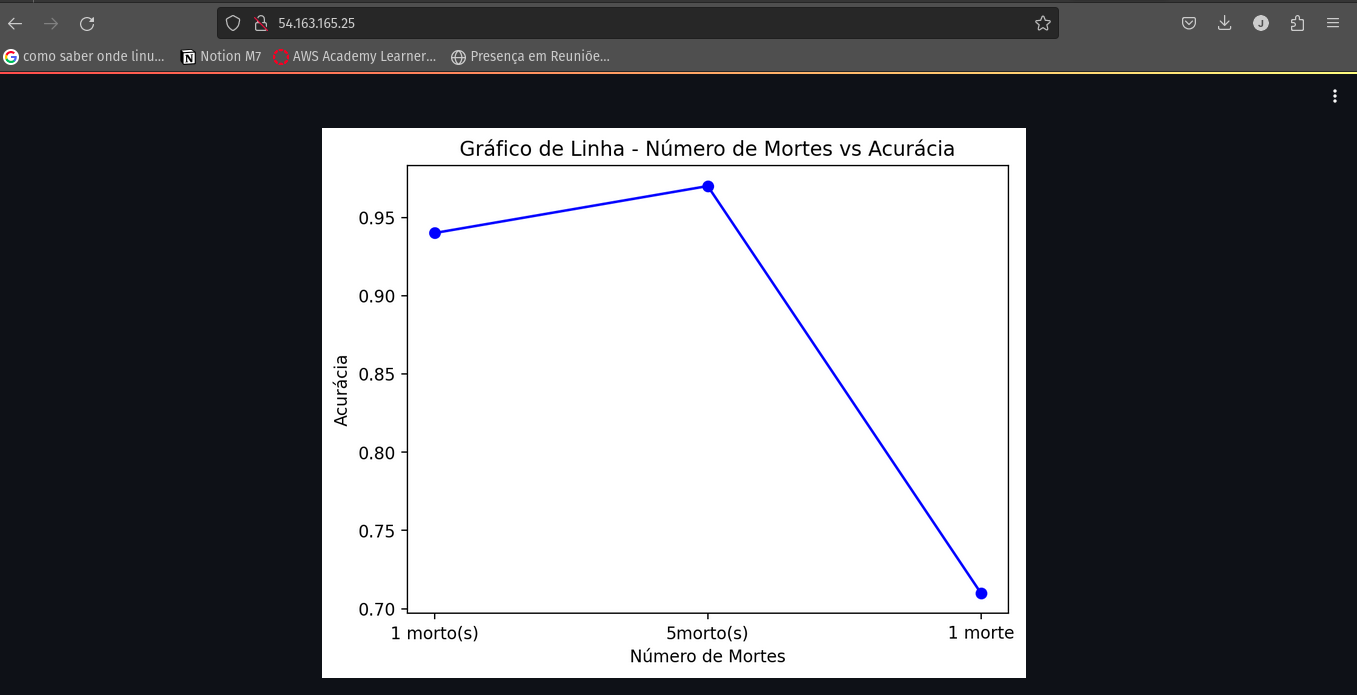 54.163.165.25
J
como saber onde linu...
Notion M7
AWS Academy Learner...
Presença em Reuniõe...
Gráfico de Linha - Número de Mortes vs Acurácia
Acurácia
0.95
0.90
0.85
0.80
0.75
0.70
1 morto(s)
5morto(s)
1 morte
Número de Mortes